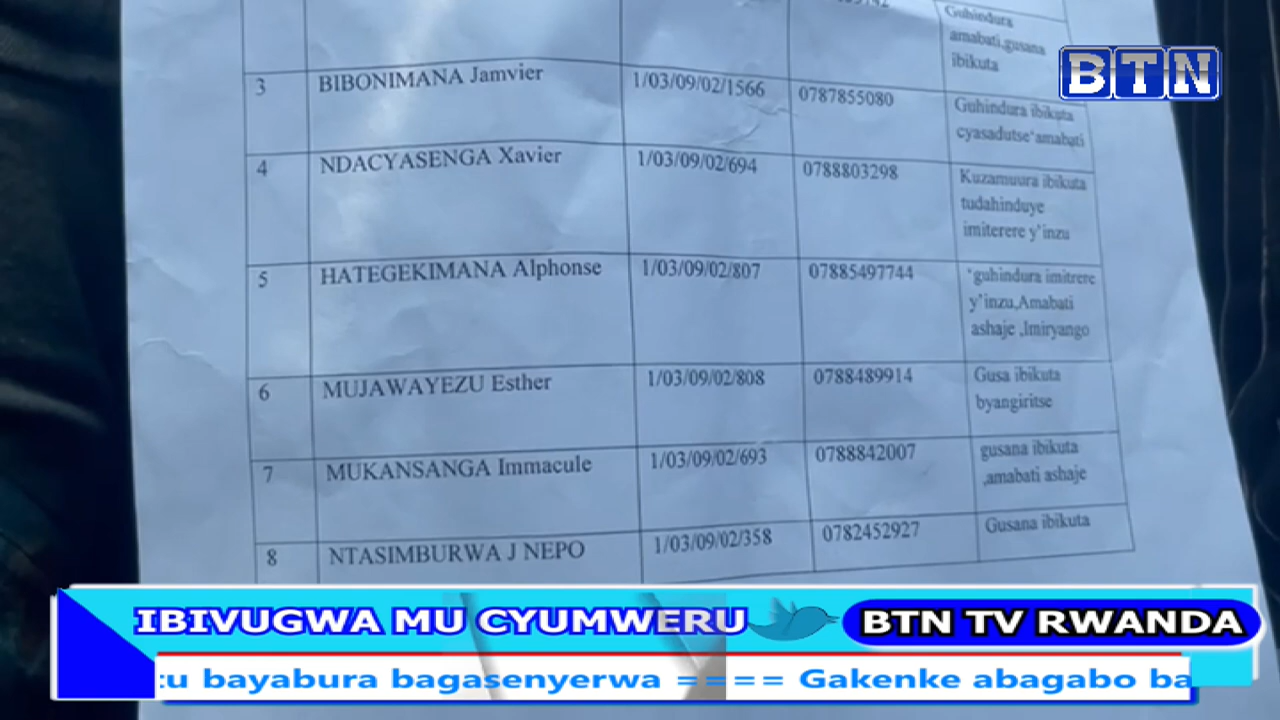 Guhindura
amabati,gusana
ibikuta
BTN
3 BIBONIMANA Jamvier 1/03/09/02/1566 0787855080 Guhindura ibikuta
cyasadutse‘amabati
4 NDACYASENGA Xavier 1/03/09/02/694 0788803298 Kuzamuura ibikuta
tudahinduye
imiterere y’inzu
5 HATEGEKIMANA Alphonse 1/03/09/02/807 07885497744 ‘guhindura imitrere
y’inzu,Amabati
ashaje ,Imiryango
6 MUJAWAYEZU Esther 1/03/09/02/808 0788489914 Gusa ibikuta
byangiritse
7 MUKANSANGA Immacule 1/03/09/02/693 0788842007 gusana ibikuta
,amabati ashaje
8 NTASIMBURWA J NEPO 1/03/09/02/358 0782452927 Gusana ibikuta
IBIVUGWA MU CYUMWERU BTN TV RWANDA
zu bayabura bagasenyerwa ==== Gakenke abagabo ba